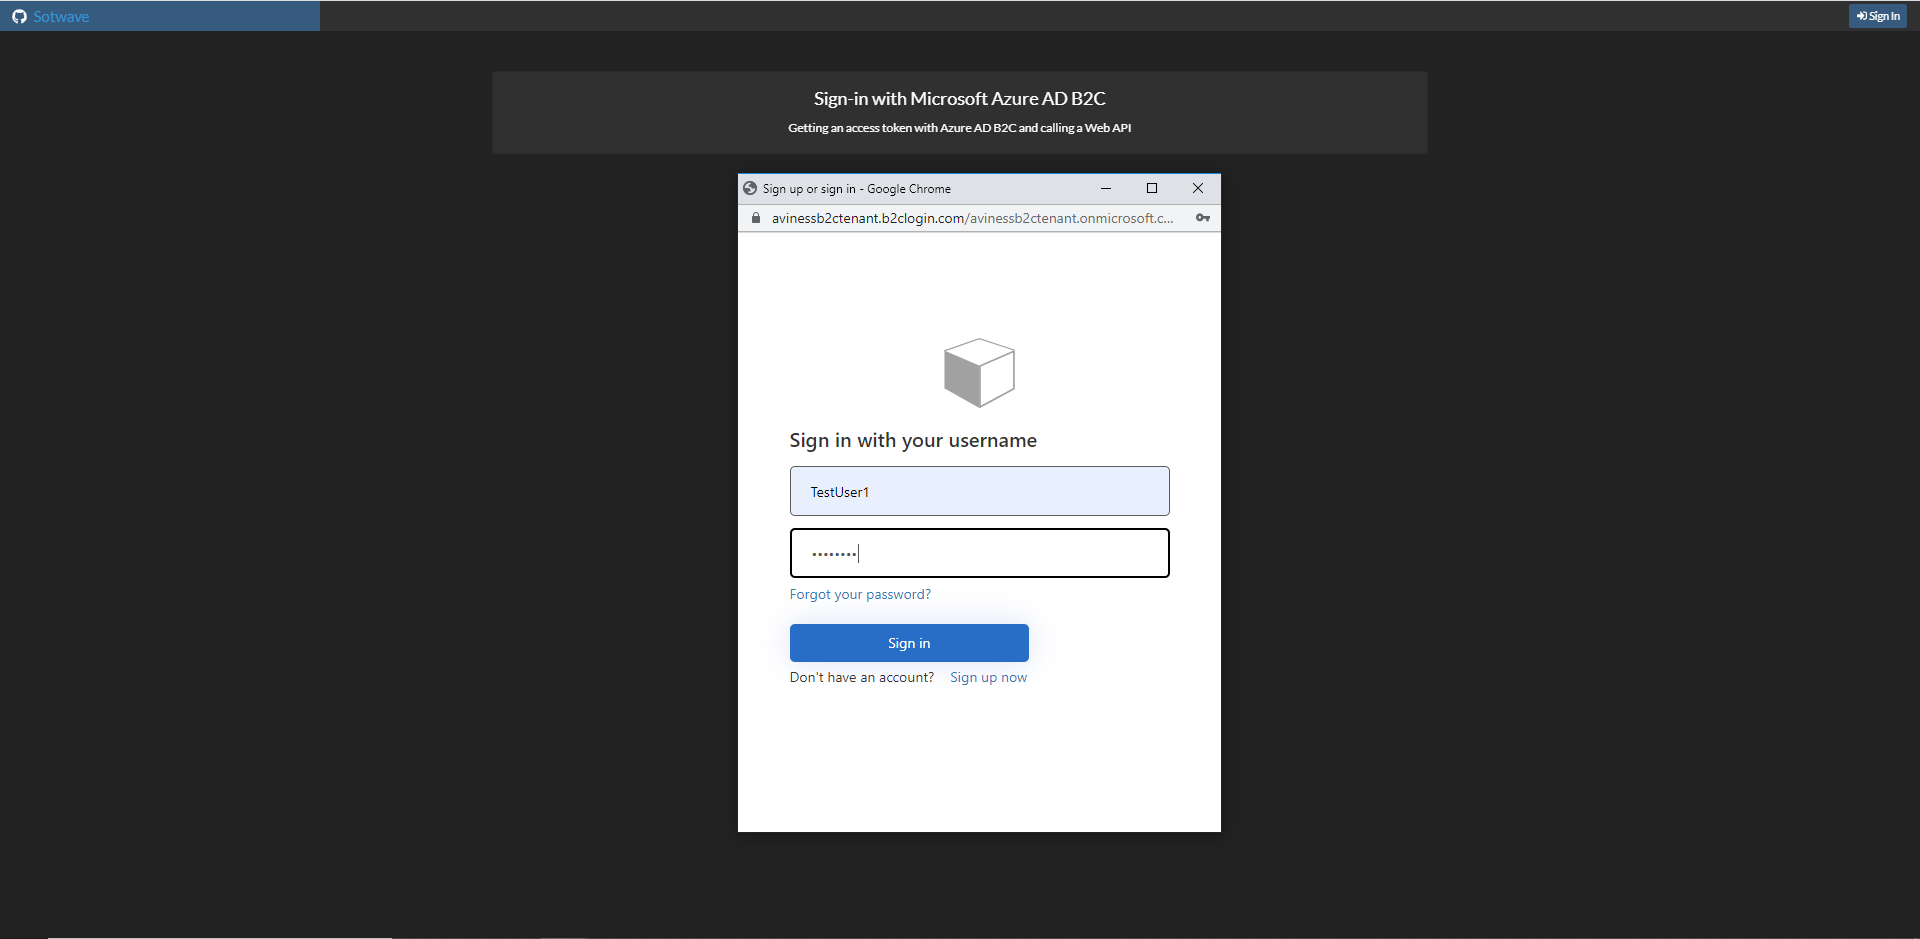 Sotwave
Sign In
Sign-in with Microsoft Azure AD B2C
Getting an access token with Azure AD B2C and calling a Web API
Sign up or sign in - Google Chrome
avinessb2ctenant.b2clogin.com/avinessb2ctenant.onmicrosoft.c...
Sign in with your username
TestUser1
••••••••
Forgot your password?
Sign in
Don't have an account? Sign up now